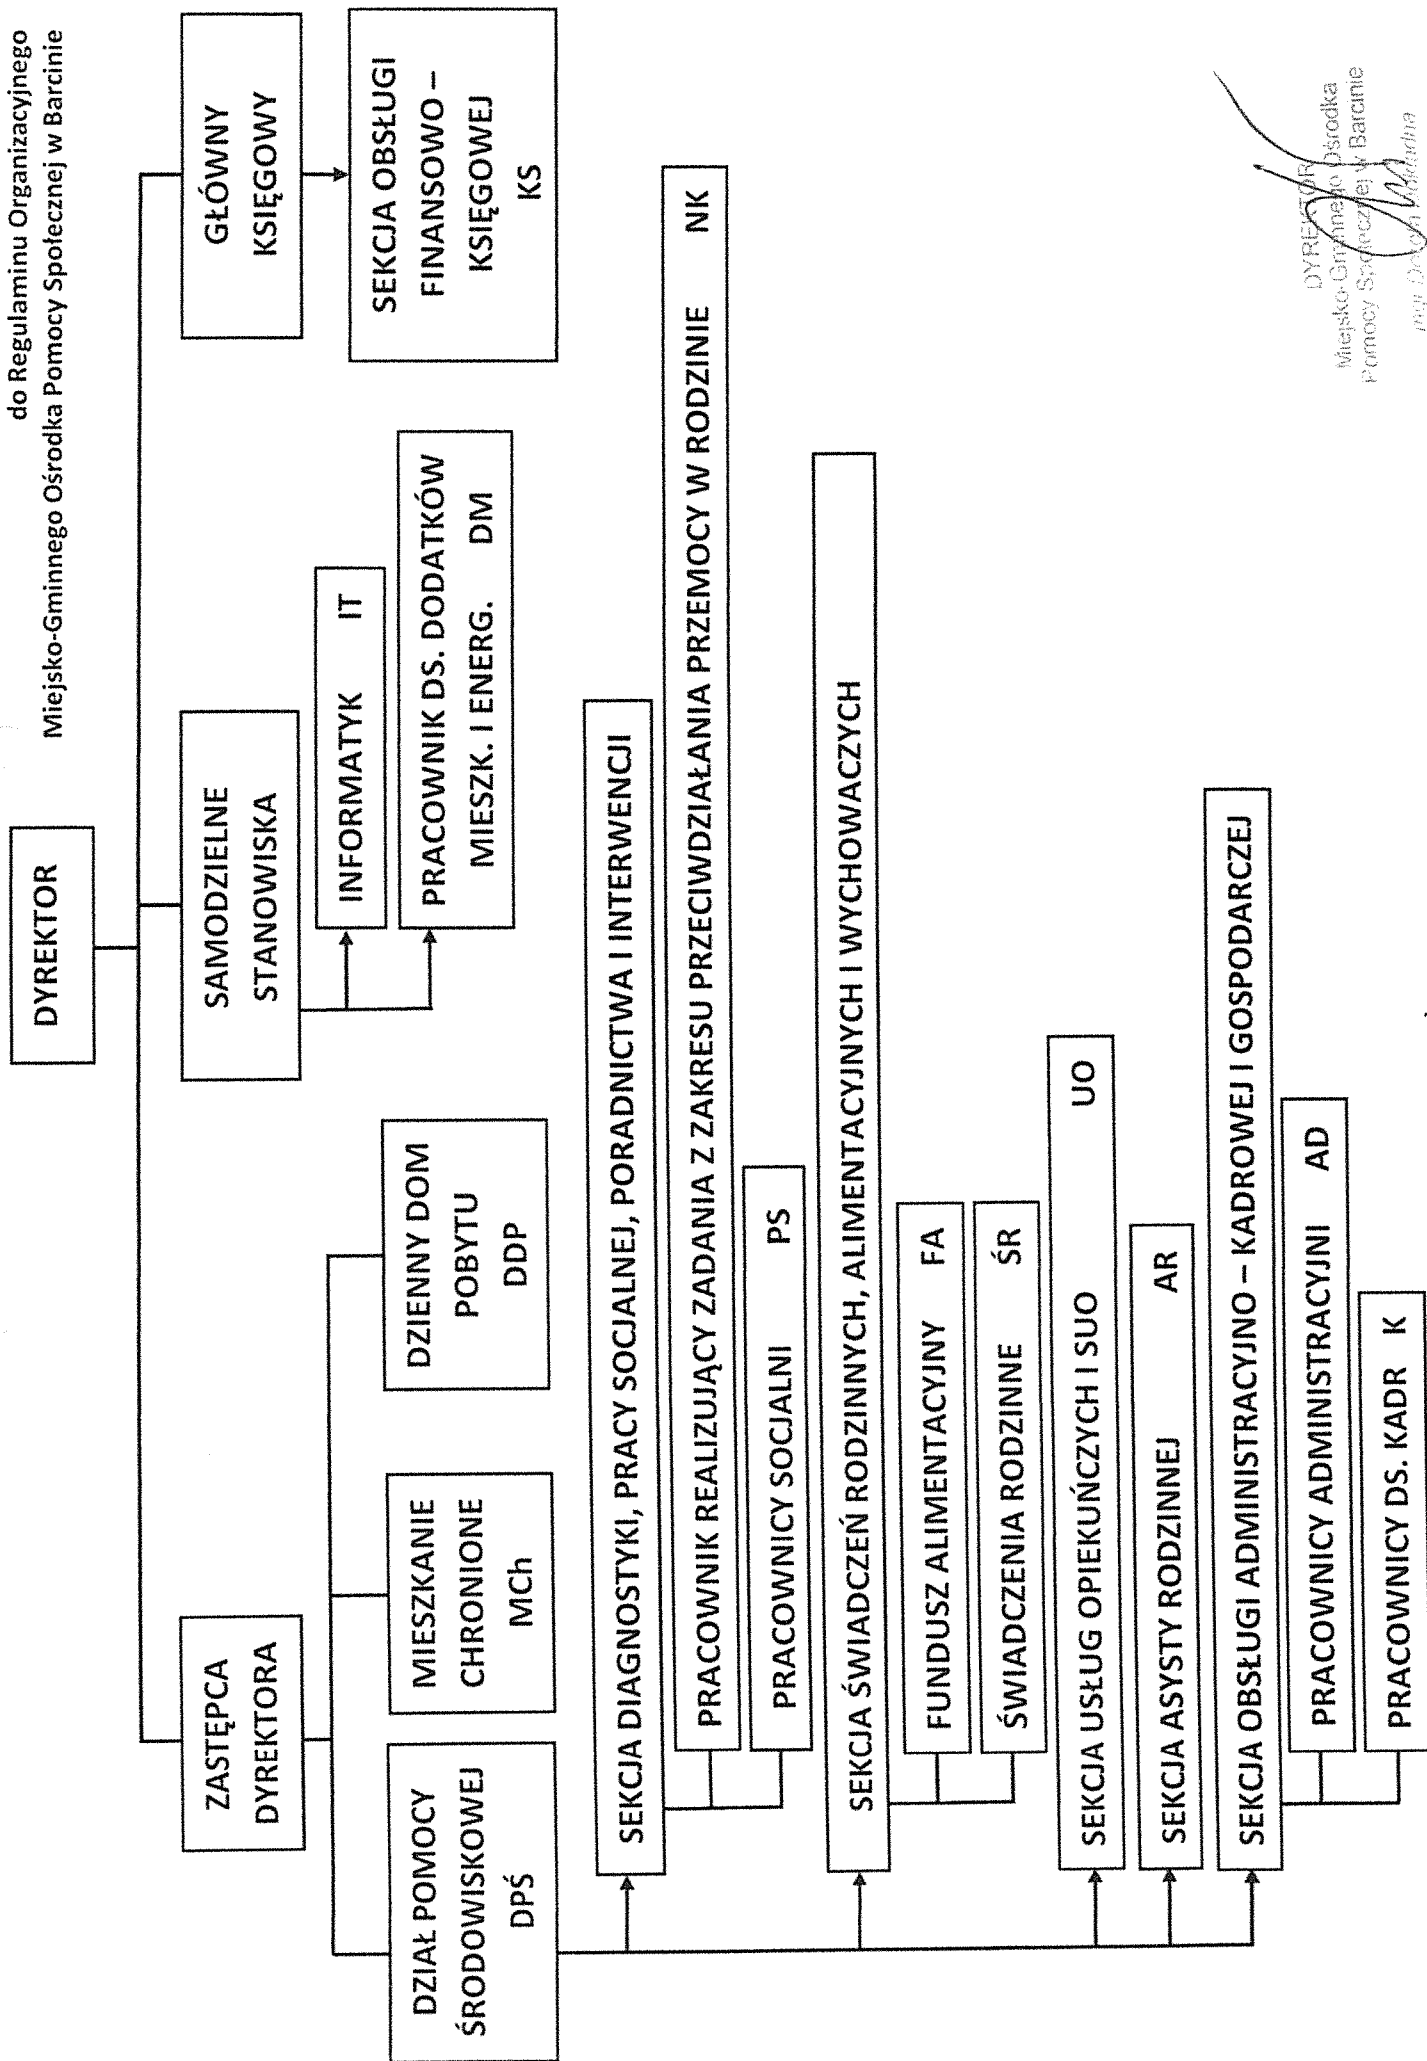 do Regulaminu Organizacyjnego
Miejsko-Gminnego Ośrodka Pomocy Społecznej w Barcinie
DYREKTOR
ZASTĘPCA
DYREKTORA
SAMODZIELNE
STANOWISKA
GŁÓWNY
KSIĘGOWY
INFORMATYK IT
PRACOWNIK DS. DODATKÓW
MIESZK. I ENERG. DM
SEKCJA OBSŁUGI
FINANSOWO –
KSIĘGOWEJ
KS
DZIAŁ POMOCY
ŚRODOWISKOWEJ
DPŚ
MIESZKANIE
CHRONIONE
MCh
DZIENNY DOM
POBYTU
DDP
SEKCJA DIAGNOSTYKI, PRACY SOCJALNEJ, PORADNICTWA I INTERWENCJI
PRACOWNIK REALIZUJĄCY ZADANIA Z ZAKRESU PRZECIWDZIAŁANIA PRZEMOCY W RODZINIE NK
PRACOWNICY SOCJALNI PS
SEKCJA ŚWIADCZEŃ RODZINNYCH, ALIMENTACYJNYCH I WYCHOWACZYCH
FUNDUSZ ALIMENTACYJNY FA
ŚWIADCZENIA RODZINNE ŚR
SEKCJA USŁUG OPIEKUŃCZYCH I SUO UO
SEKCJA ASYSTY RODZINNEJ AR
SEKCJA OBSŁUGI ADMINISTRACYJNO – KADROWEJ I GOSPODARCZEJ
PRACOWNICY ADMINISTRACYJNI AD
PRACOWNICY DS. KADR K
DYREKTOR
Miejsko-Gminnego Ośrodka
Pomocy Społecznej w Barcinie
mgr